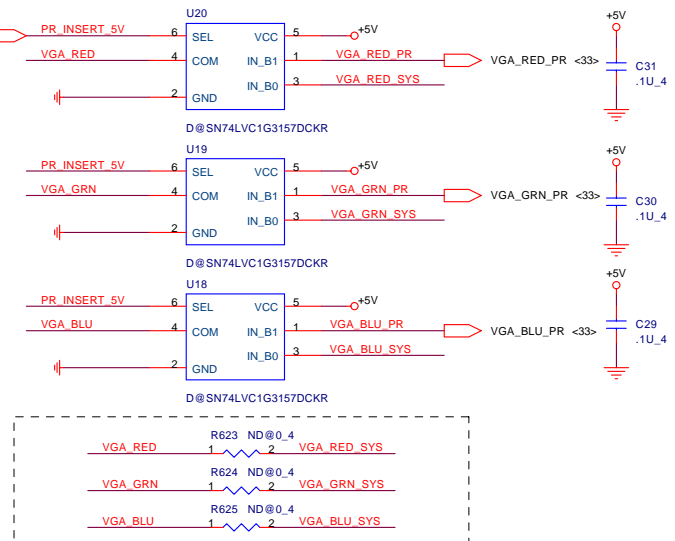 U20
+5V
PR_INSERT_5V 6 SEL VCC 5 +5V
VGA_RED 4 COM IN_B1 1 VGA_RED_PR VGA_RED_PR <33> C31
IN_B0 3 VGA_RED_SYS .1U_4
2 GND
D@SN74LVC1G3157DCKR
U19
+5V
PR_INSERT_5V 6 SEL VCC 5 +5V
VGA_GRN 4 COM IN_B1 1 VGA_GRN_PR VGA_GRN_PR <33> C30
IN_B0 3 VGA_GRN_SYS .1U_4
2 GND
D@SN74LVC1G3157DCKR
+5V
U18
PR_INSERT_5V 6 SEL VCC 5 +5V
VGA_BLU 4 COM IN_B1 1 VGA_BLU_PR VGA_BLU_PR <33> C29
IN_B0 3 VGA_BLU_SYS .1U_4
2 GND
D@SN74LVC1G3157DCKR
R623 ND@0_4
VGA_RED 1 2 VGA_RED_SYS
R624 ND@0_4
VGA_GRN 1 2 VGA_GRN_SYS
R625 ND@0_4
VGA_BLU 1 2 VGA_BLU_SYS